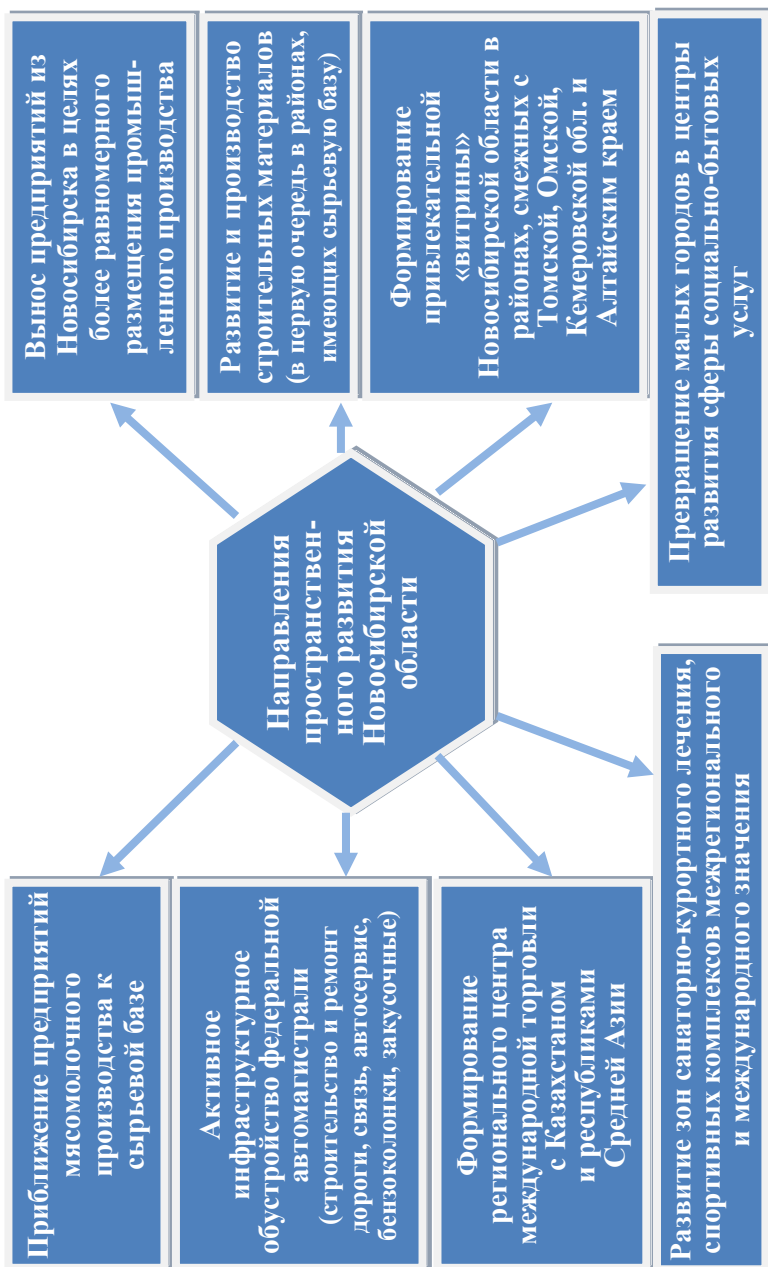 Направления
пространствен-
ного развития
Новосибирской
области
Приближение предприятий
мясомолочного
производства к
сырьевой базе
Активное
инфраструктурное
обустройство федеральной
автомагистрали
(строительство и ремонт
дороги, связь, автосервис,
бензоколонки, закусочные)
Формирование
регионального центра
международной торговли
с Казахстаном
и республиками
Средней Азии
Развитие зон санаторно-курортного лечения,
спортивных комплексов межрегионального
и международного значения
Вынос предприятий из
Новосибирска в целях
более равномерного
размещения промыш-
ленного производства
Развитие и производство
строительных материалов
(в первую очередь в районах,
имеющих сырьевую базу)
Формирование
привлекательной
«витрины»
Новосибирской области в
районах, смежных с
Томской, Омской,
Кемеровской обл. и
Алтайским краем
Превращение малых городов в центры
развития сферы социально-бытовых
услуг